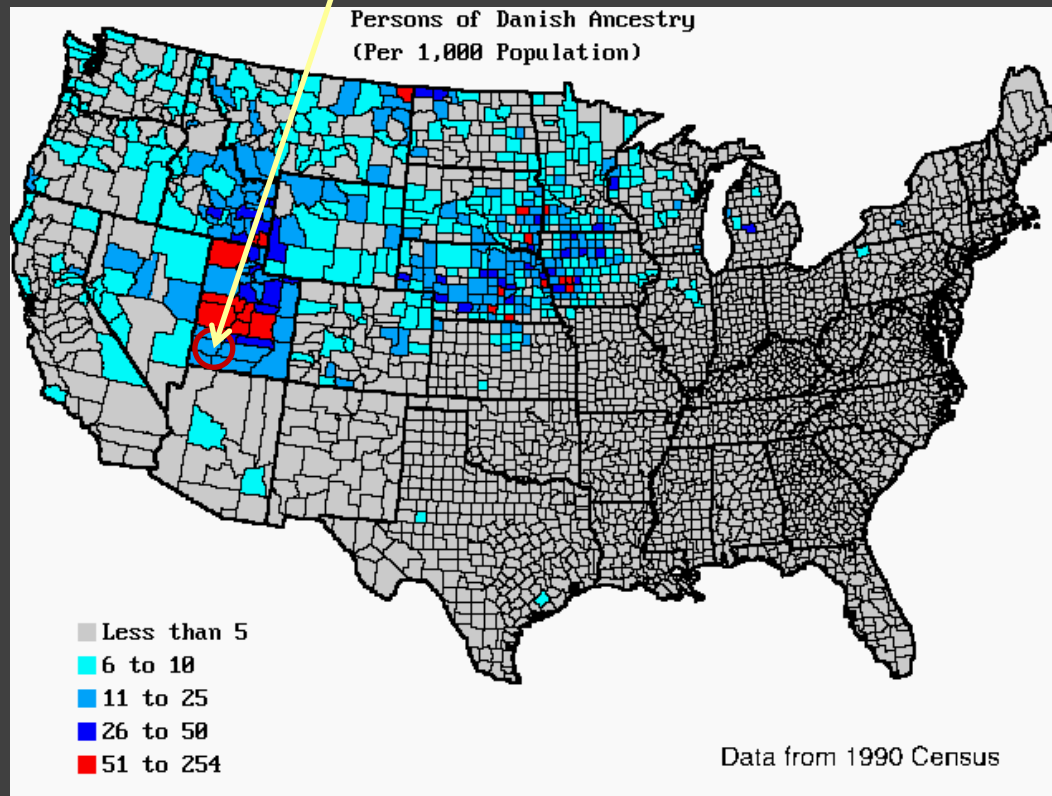 Persons of Danish Ancestry
(Per 1,000 Population)
Less than 5
6 to 10
11 to 25
26 to 50
51 to 254
Data from 1990 Census